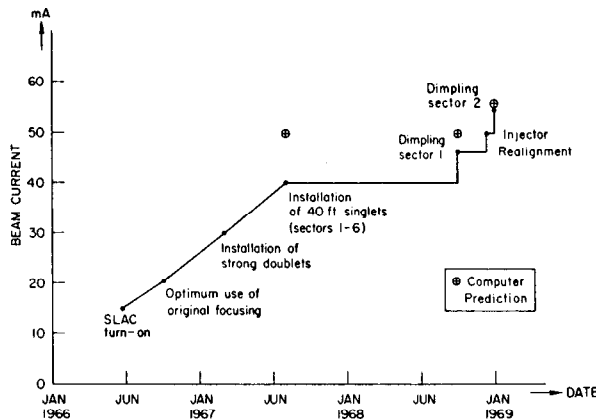 mA
60
50
40
30
20
10
0
BEAM CURRENT
SLAC
turn-on
Optimum use of
original focusing
Installation of
strong doublets
Installation
of 40 ft singlets
(sectors 1-6)
Dimpling
sector 1
Dimpling
sector 2
Injector
Realignment
⊕ Computer
Prediction
JAN
1966
JUN
JAN
1967
JUN
JAN
1968
JUN
JAN
1969
DATE